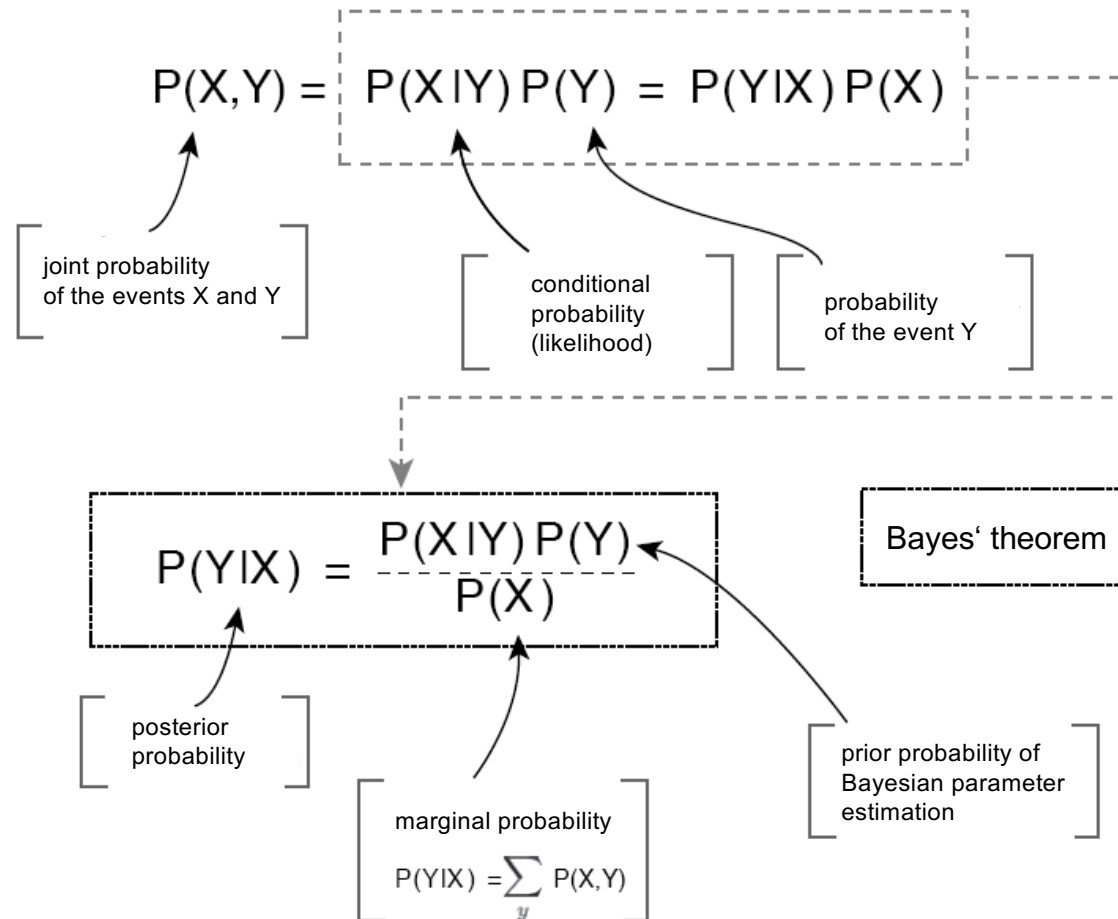 P(X,Y) = P(X|Y) P(Y) = P(Y|X) P(X)
joint probability
of the events X and Y
conditional
probability
(likelihood)
probability
of the event Y
P(Y|X) = P(X|Y) P(Y)
P(X)
Bayes‘ theorem
posterior
probability
prior probability of
Bayesian parameter
estimation
marginal probability
P(Y|X) = ∑ P(X,Y)
y